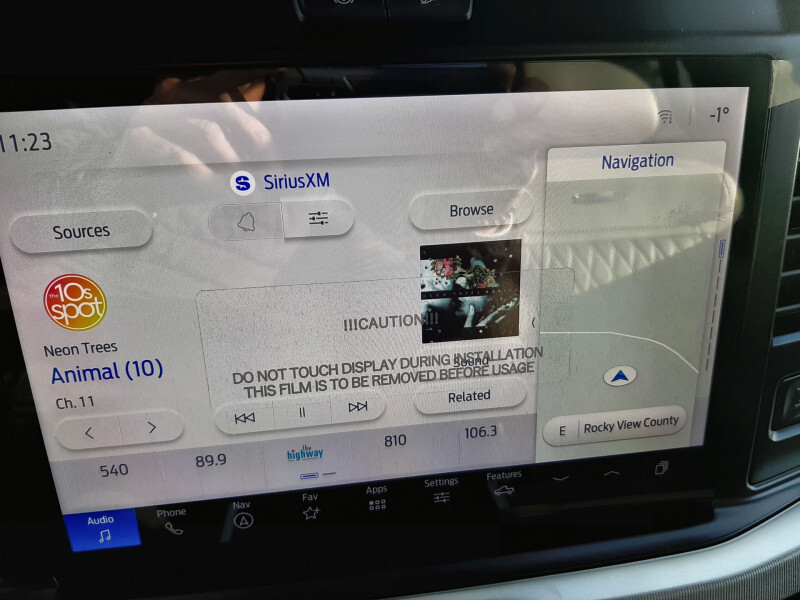 11:23
-1°
SiriusXM
Navigation
Sources
Browse
the
10s
spot
!!!CAUTION!!!
Neon Trees
Animal (10)
Sound
DO NOT TOUCH DISPLAY DURING INSTALLATION
THIS FILM IS TO BE REMOVED BEFORE USAGE
Ch. 11
Related
E
Rocky View County
540
89.9
the
highway
810
106.3
Audio
Phone
Nav
Fav
Apps
Settings
Features